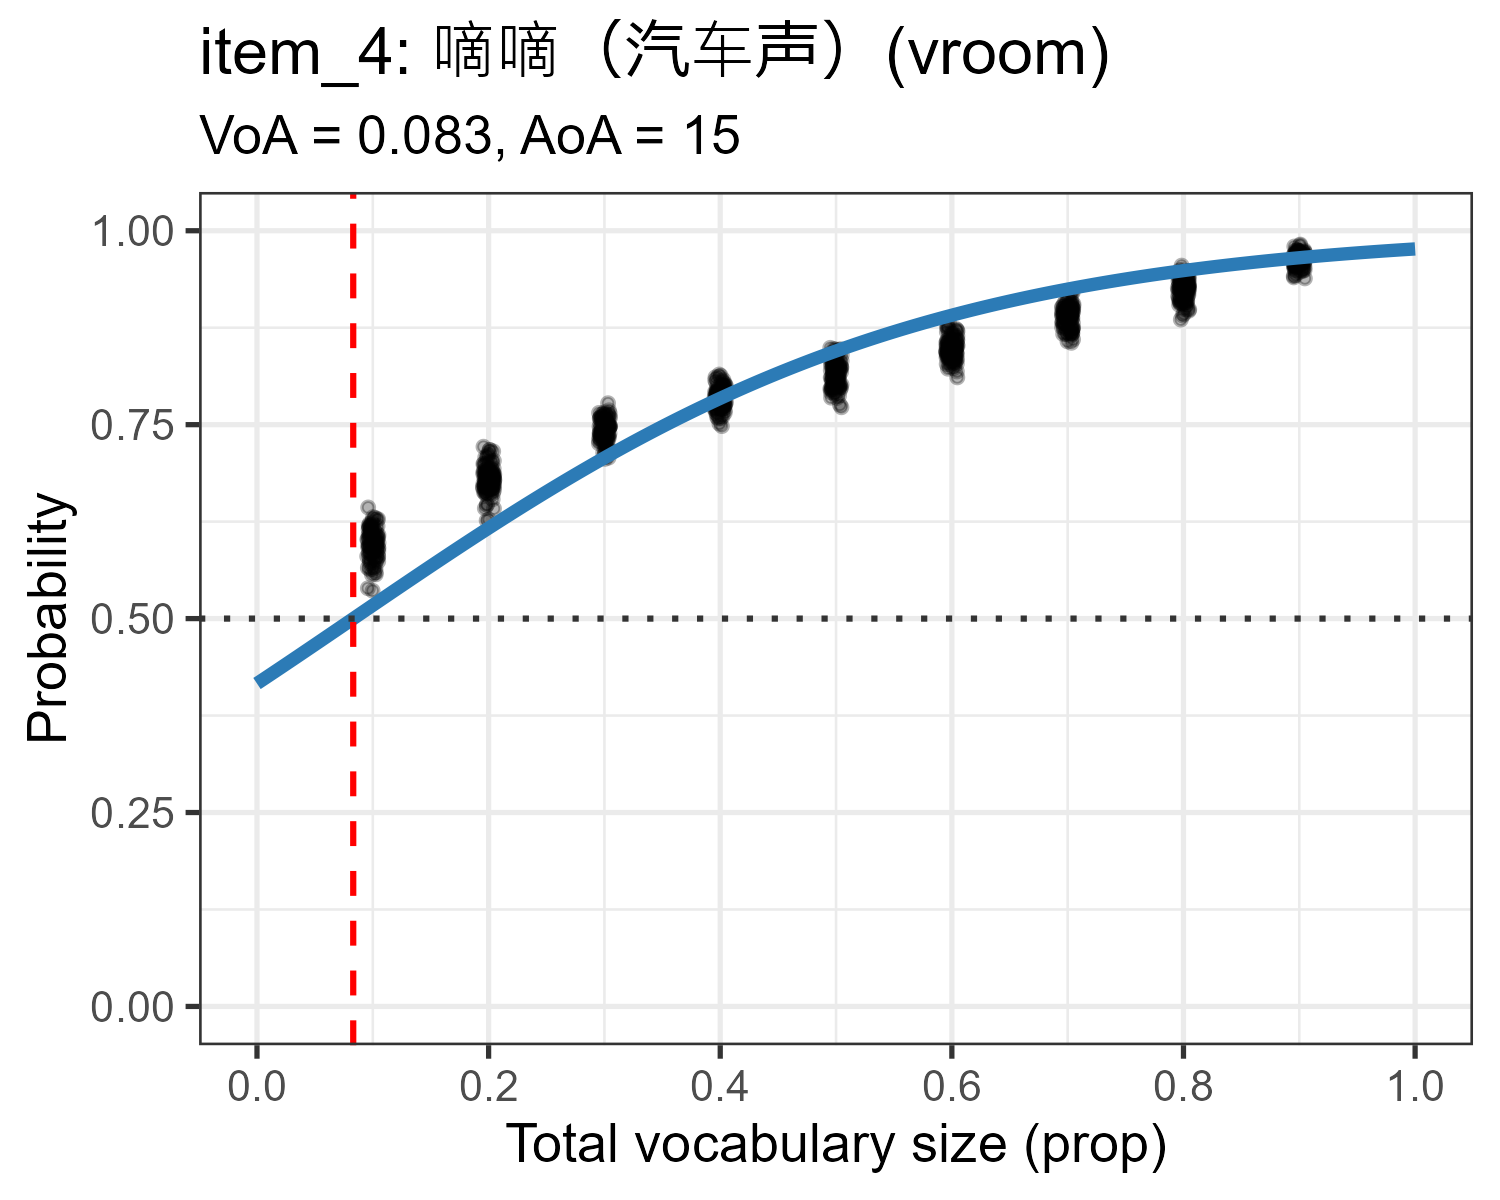 item_4: 嘀嘀（汽车声）(vroom)
VoA = 0.083, AoA = 15
1.00
0.75
0.50
0.25
0.00
Probability
0.0 0.2 0.4 0.6 0.8 1.0
Total vocabulary size (prop)